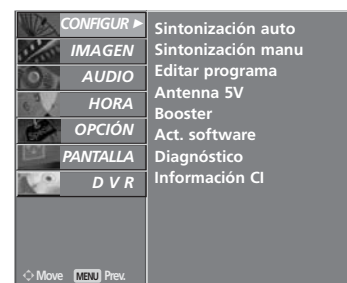 CONFIGUR ►
IMAGEN
AUDIO
HORA
OPCIÓN
PANTALLA
D V R
Sintonización auto
Sintonización manu
Editar programa
Antenna 5V
Booster
Act. software
Diagnóstico
Información CI
Move MENU Prev.